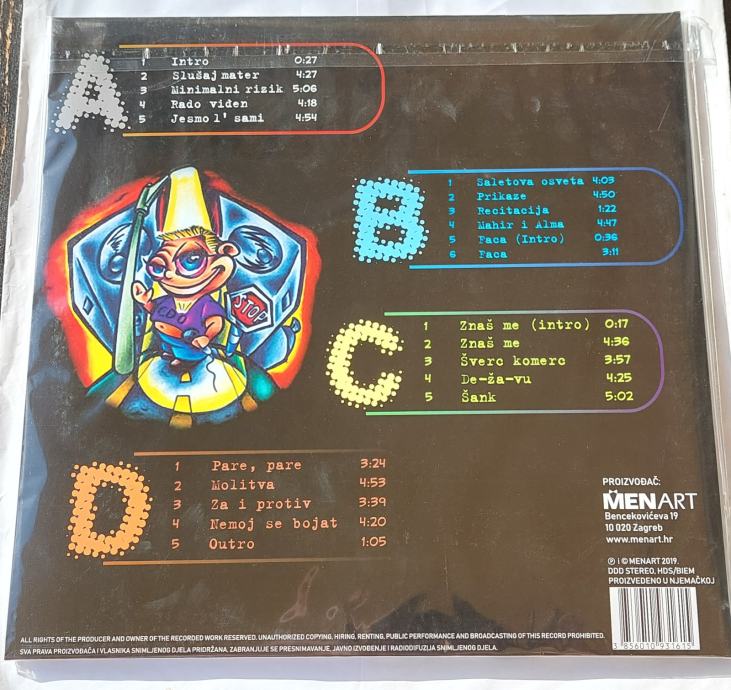 A
1 Intro 0:27
2 Slušaj mater 4:27
3 Minimalni rizik 5:06
4 Rado viđen 4:18
5 Jesmo l' sami 4:54
B
1 Saletova osveta 4:03
2 Prikaze 4:50
3 Recitacija 1:22
4 Mahir i Alma 4:47
5 Faca (Intro) 0:36
6 Faca 3:11
STOP
C
1 Znaš me (intro) 0:17
2 Znaš me 4:36
3 Šverc komerc 3:57
4 De-ža-vu 4:25
5 Šank 5:02
D
1 Pare, pare 3:24
2 Molitva 4:53
3 Za i protiv 3:39
4 Nemoj se bojat 4:20
5 Outro 1:05
PROIZVOĐAČ:
MENART
Bencekovićeva 19
10 020 Zagreb
www.menart.hr
℗ i © MENART 2019.
DDD STEREO, HDS/BIEM
PROIZVEDENO U NJEMAČKOJ
3 856010 931615
ALL RIGHTS OF THE PRODUCER AND OWNER OF THE RECORDED WORK RESERVED. UNAUTHORIZED COPYING, HIRING, RENTING, PUBLIC PERFORMANCE AND BROADCASTING OF THIS RECORD PROHIBITED.
SVA PRAVA PROIZVOĐAČA I VLASNIKA SNIMLJENOG DJELA PRIDRŽANA. ZABRANJUJE SE PRESNIMAVANJE, JAVNO IZVOĐENJE I RADIODIFUZIJA SNIMLJENOG DJELA.